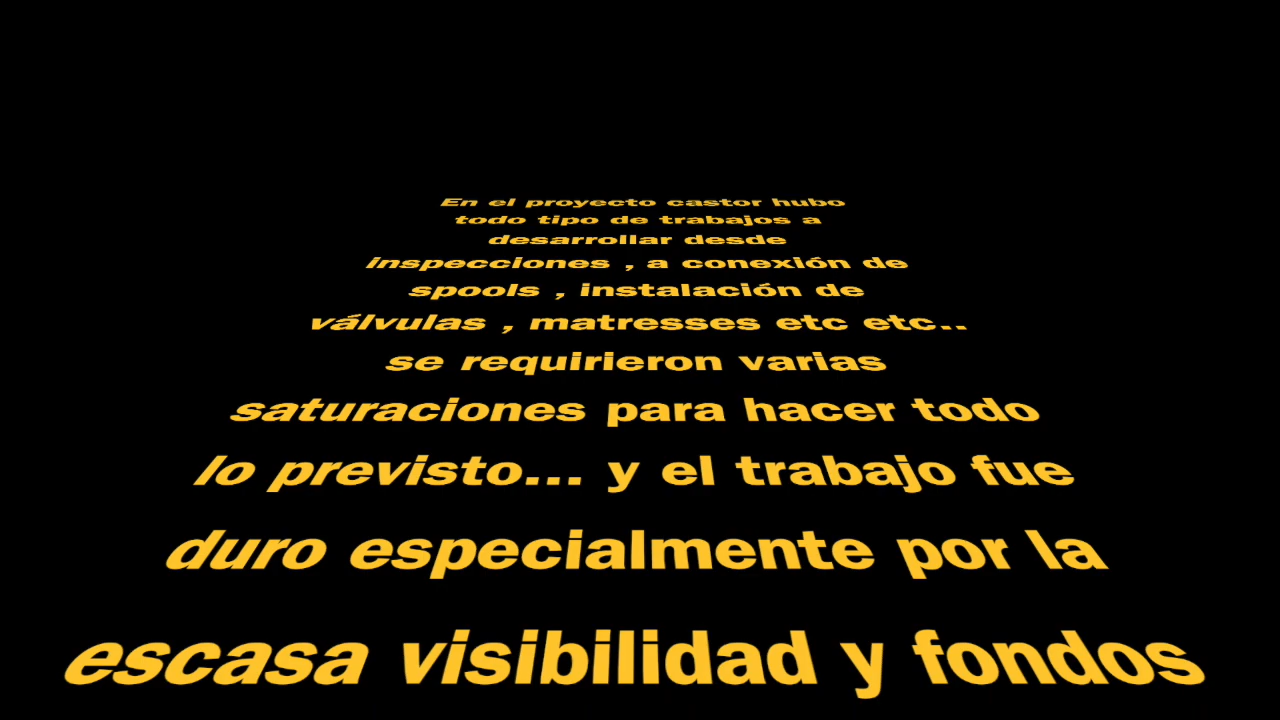 En el proyecto castor hubo
todo tipo de trabajos a
desarrollar desde
inspecciones , a conexión de
spools , instalación de
válvulas , matresses etc etc..
se requirieron varias
saturaciones para hacer todo
lo previsto... y el trabajo fue
duro especialmente por la
escasa visibilidad y fondos